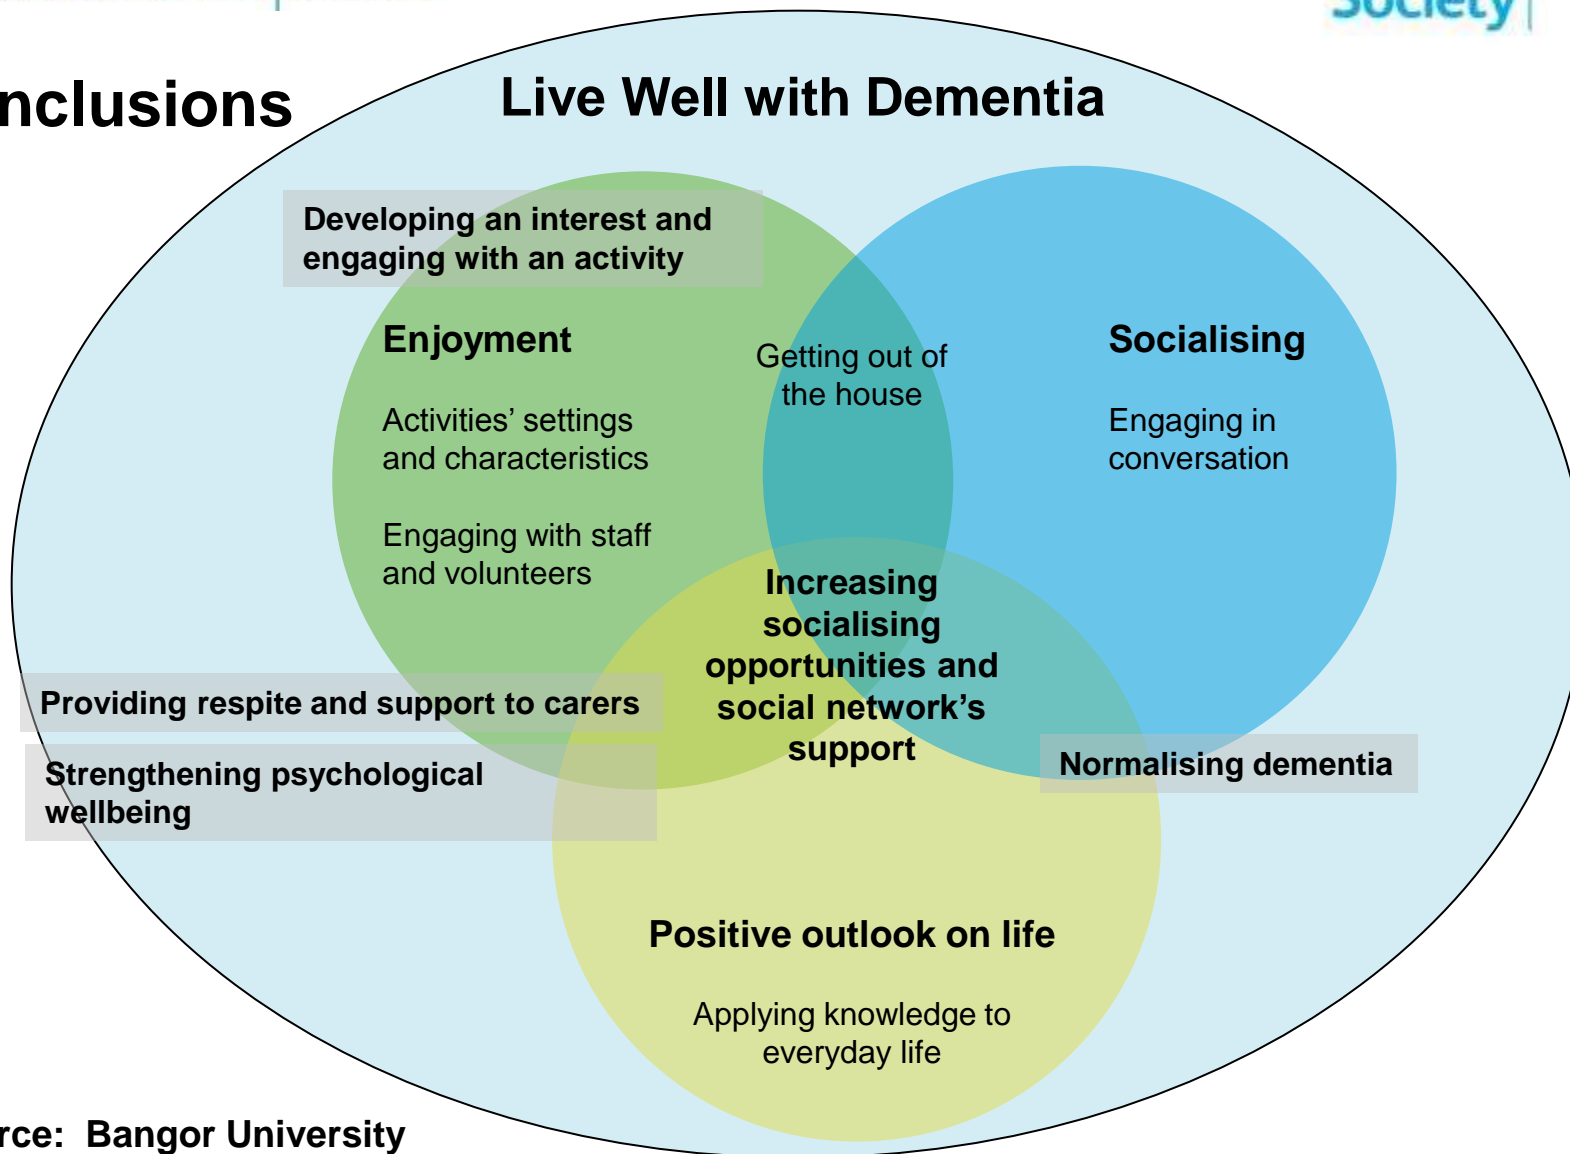 Society
nclusions
Live Well with Dementia
Developing an interest and
engaging with an activity
Enjoyment
Activities’ settings
and characteristics
Engaging with staff
and volunteers
Getting out of
the house
Socialising
Engaging in
conversation
Increasing
socialising
opportunities and
social network’s
support
Providing respite and support to carers
Strengthening psychological
wellbeing
Normalising dementia
Positive outlook on life
Applying knowledge to
everyday life
rce: Bangor University